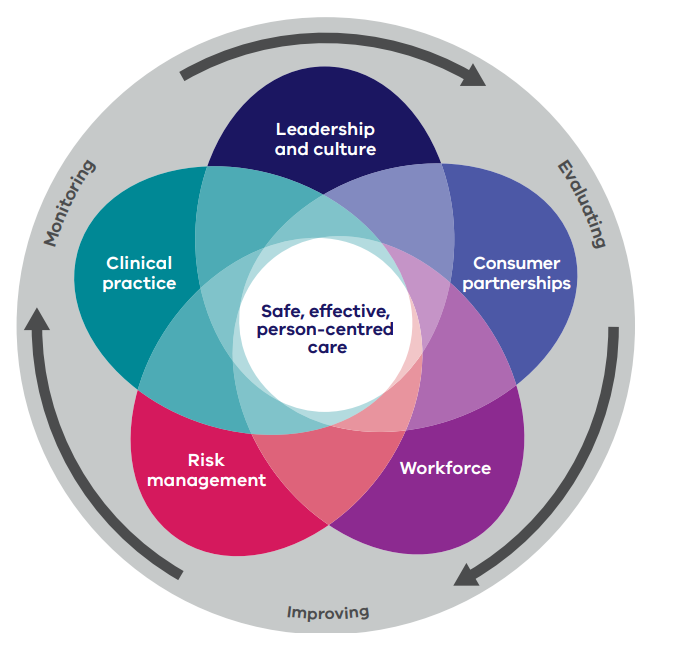 Leadership
and culture
Monitoring
Evaluating
Clinical
practice
Consumer
partnerships
Safe, effective,
person-centred
care
Risk
management
Workforce
Improving